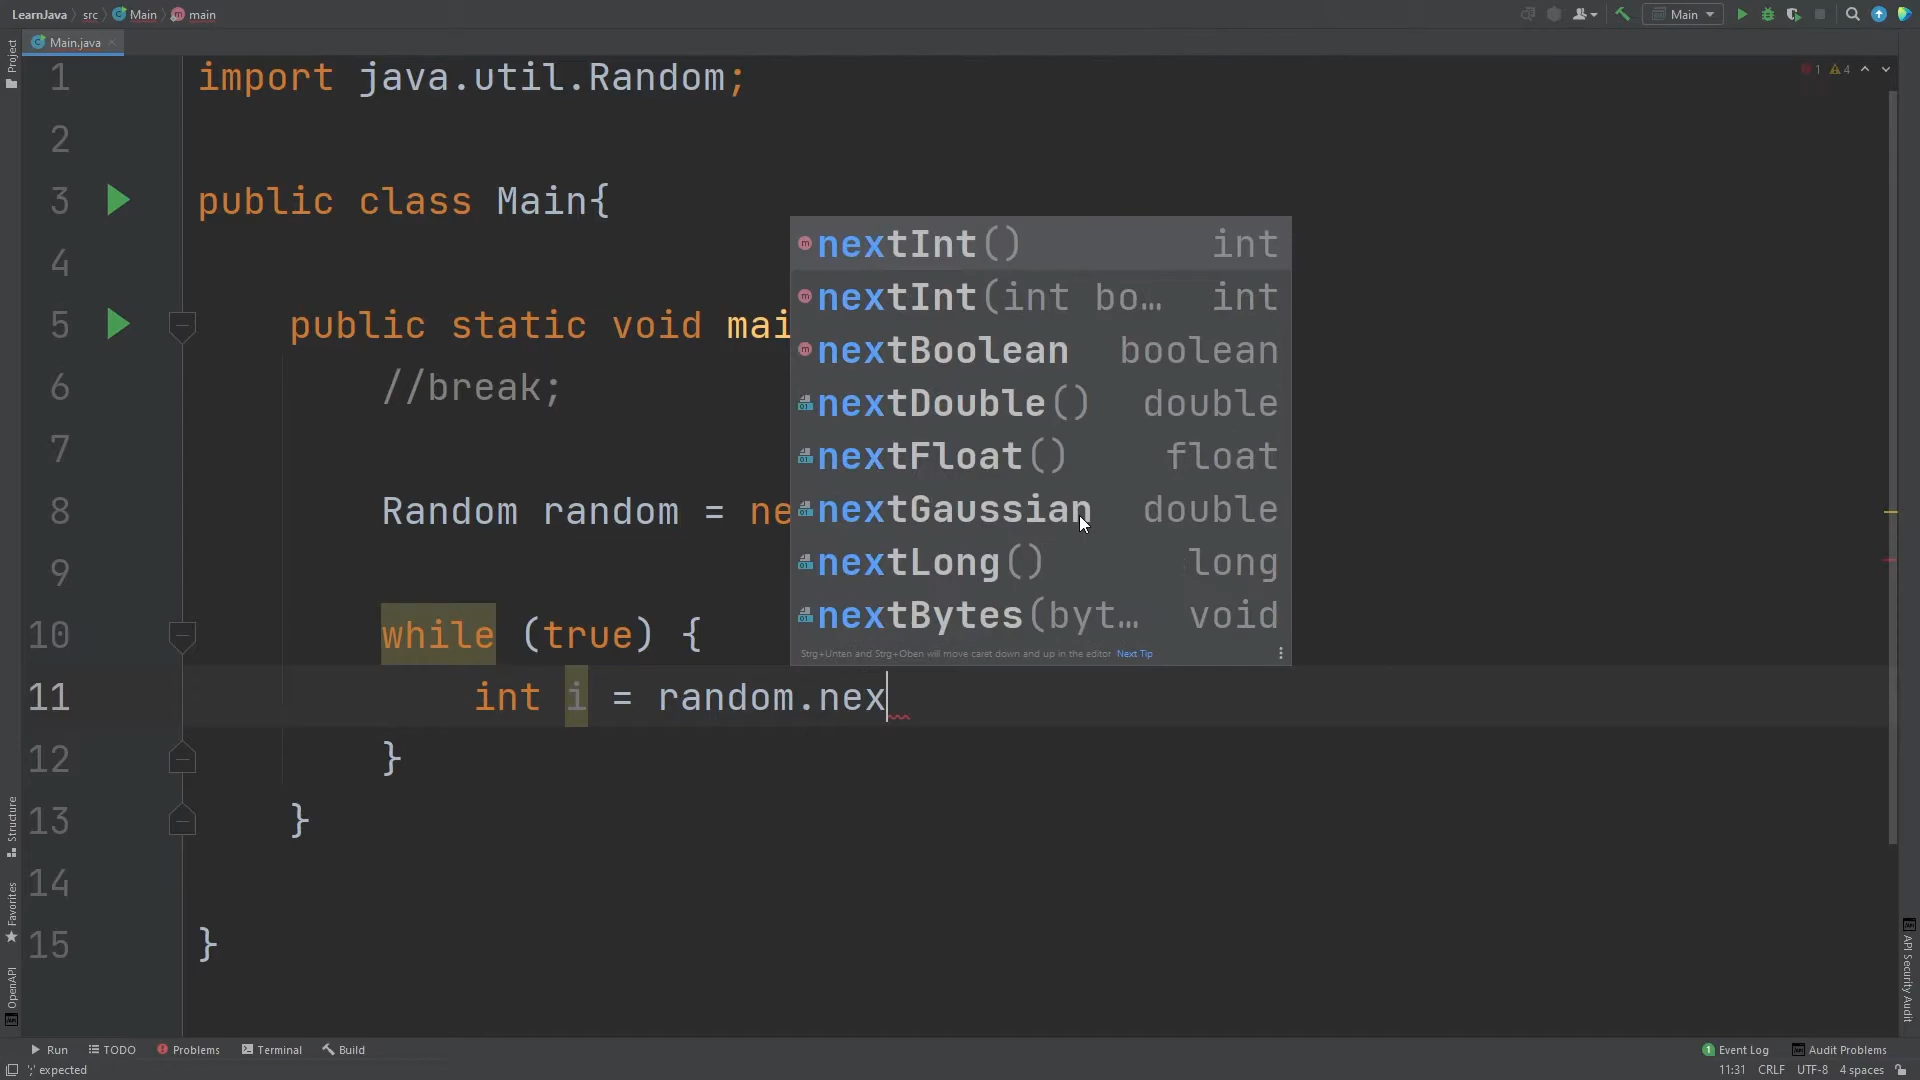 LearnJava src Main main
Main
Main.java
Project
1 4
1 import java.util.Random;
2
3 public class Main{
4
5 public static void mai
6 //break;
7
8 Random random = ne
9
10 while (true) {
11 int i = random.nex
12 }
13 }
14
15 }
nextInt() int
nextInt(int bo… int
nextBoolean boolean
nextDouble() double
nextFloat() float
nextGaussian double
nextLong() long
nextBytes(byt… void
Strg+Unten and Strg+Oben will move caret down and up in the editor Next Tip
Structure
Favorites
OpenAPI
API Security Audit
Run TODO Problems Terminal Build
1 Event Log Audit Problems
';' expected
11:31 CRLF UTF-8 4 spaces